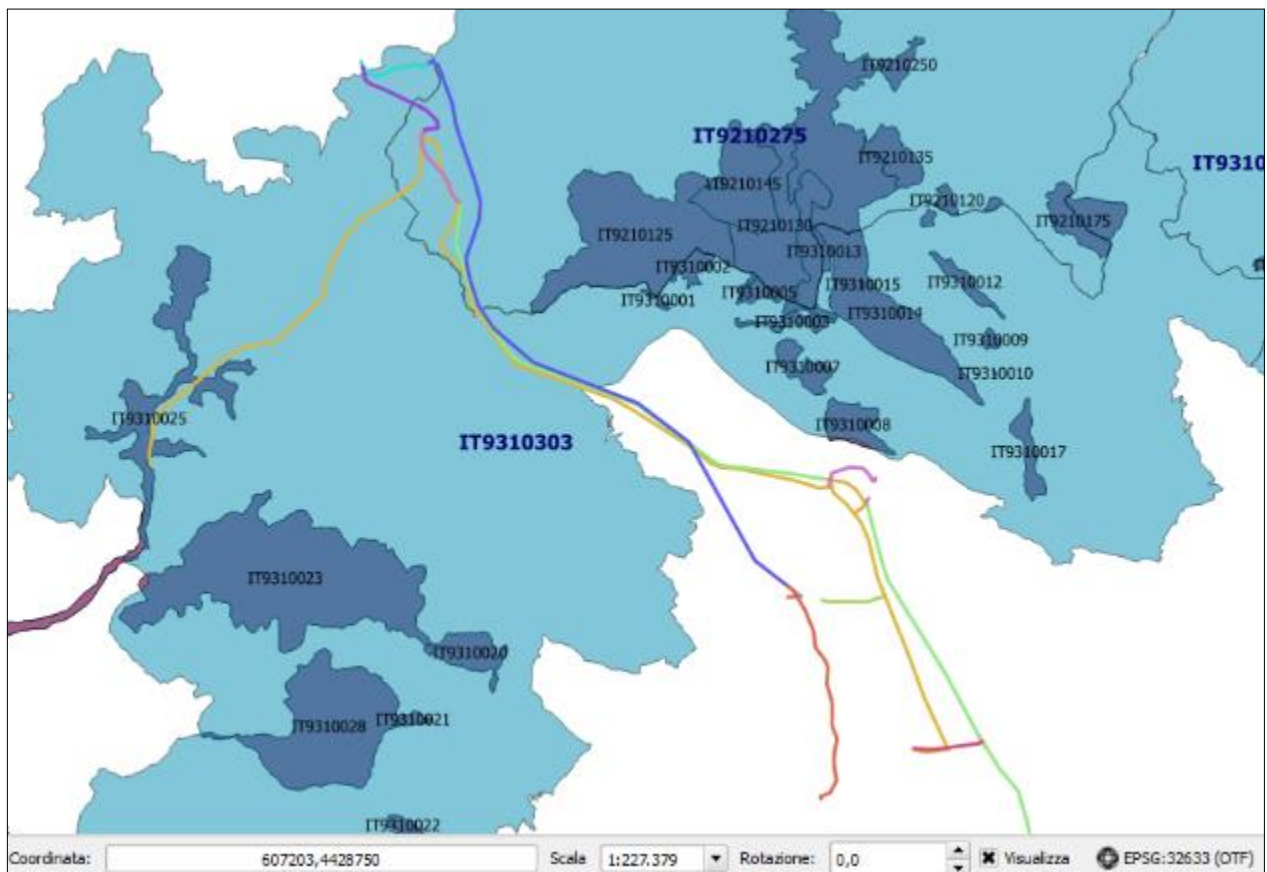 IT9210250
IT9210275
IT9210135
IT9310
IT9210145
IT9210120
IT9210175
IT9210125
IT9210130
IT9310013
IT9310002
IT9310015
IT9310012
IT9310001
IT9310005
IT9310014
IT9310003
IT9310009
IT9310007
IT9310010
IT9310025
IT9310008
IT9310303
IT9310017
IT9310023
IT9310020
IT9310021
IT9310028
IT9310022
Coordinata: 607203,4428750 Scala 1:227.379 Rotazione: 0,0 Visualizza EPSG:32633 (OTF)